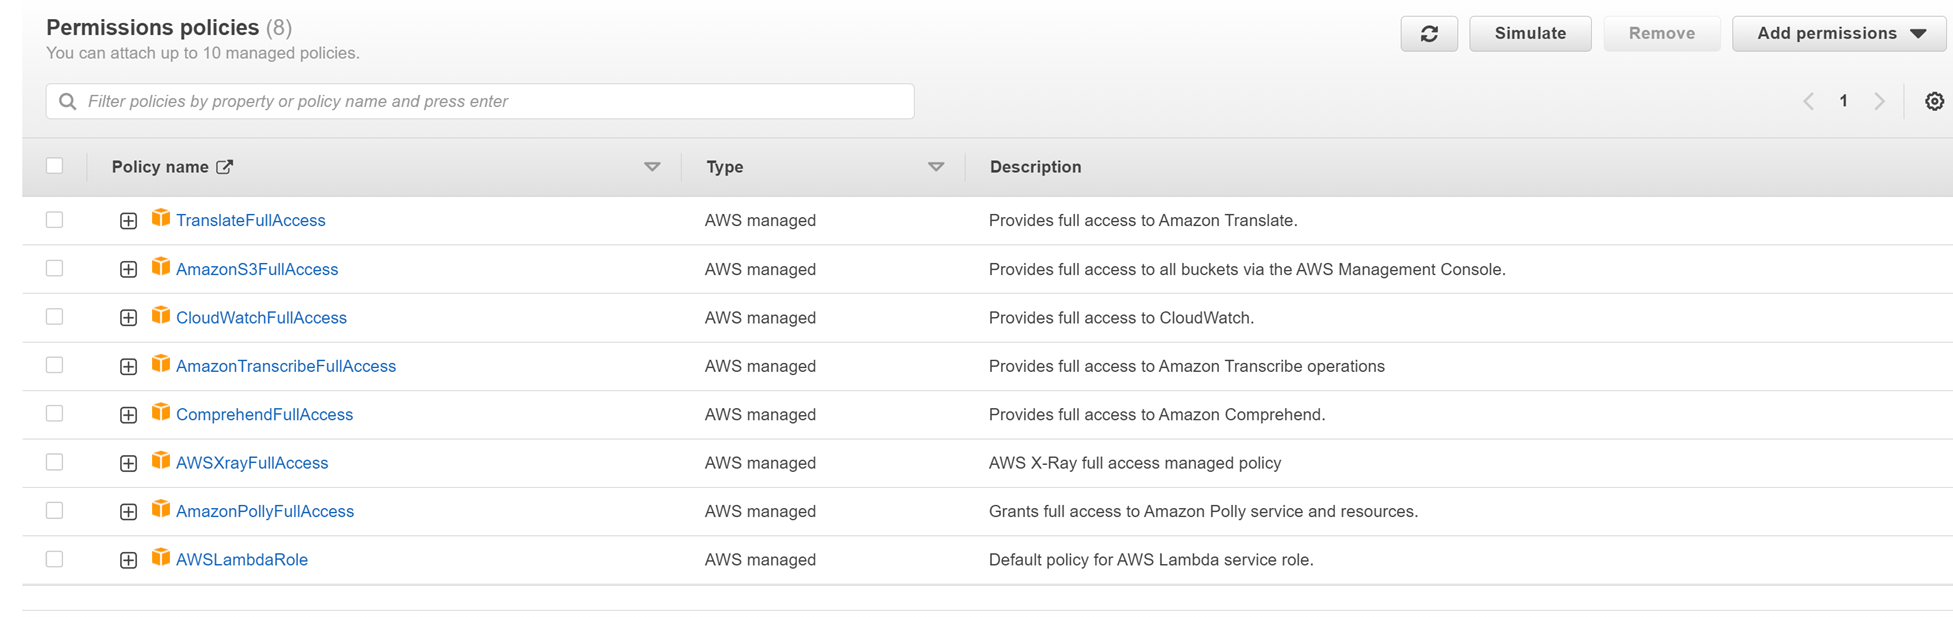 Permissions policies (8)
You can attach up to 10 managed policies.
Simulate
Remove
Add permissions
Filter policies by property or policy name and press enter
1
Policy name Type Description
TranslateFullAccess AWS managed Provides full access to Amazon Translate.
AmazonS3FullAccess AWS managed Provides full access to all buckets via the AWS Management Console.
CloudWatchFullAccess AWS managed Provides full access to CloudWatch.
AmazonTranscribeFullAccess AWS managed Provides full access to Amazon Transcribe operations
ComprehendFullAccess AWS managed Provides full access to Amazon Comprehend.
AWSXrayFullAccess AWS managed AWS X-Ray full access managed policy
AmazonPollyFullAccess AWS managed Grants full access to Amazon Polly service and resources.
AWSLambdaRole AWS managed Default policy for AWS Lambda service role.